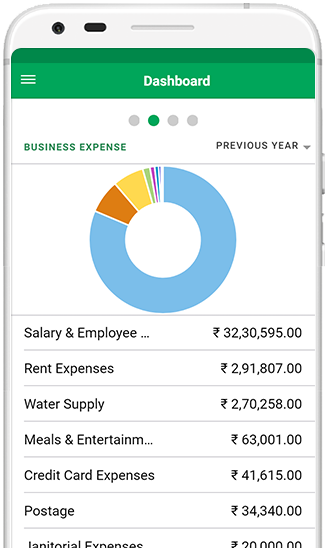 Dashboard
BUSINESS EXPENSE PREVIOUS YEAR
Salary & Employee ... ₹ 32,30,595.00
Rent Expenses ₹ 2,91,807.00
Water Supply ₹ 2,70,258.00
Meals & Entertainm... ₹ 63,001.00
Credit Card Expenses ₹ 41,615.00
Postage ₹ 34,340.00
Janitorial Expenses ₹ 20,000.00